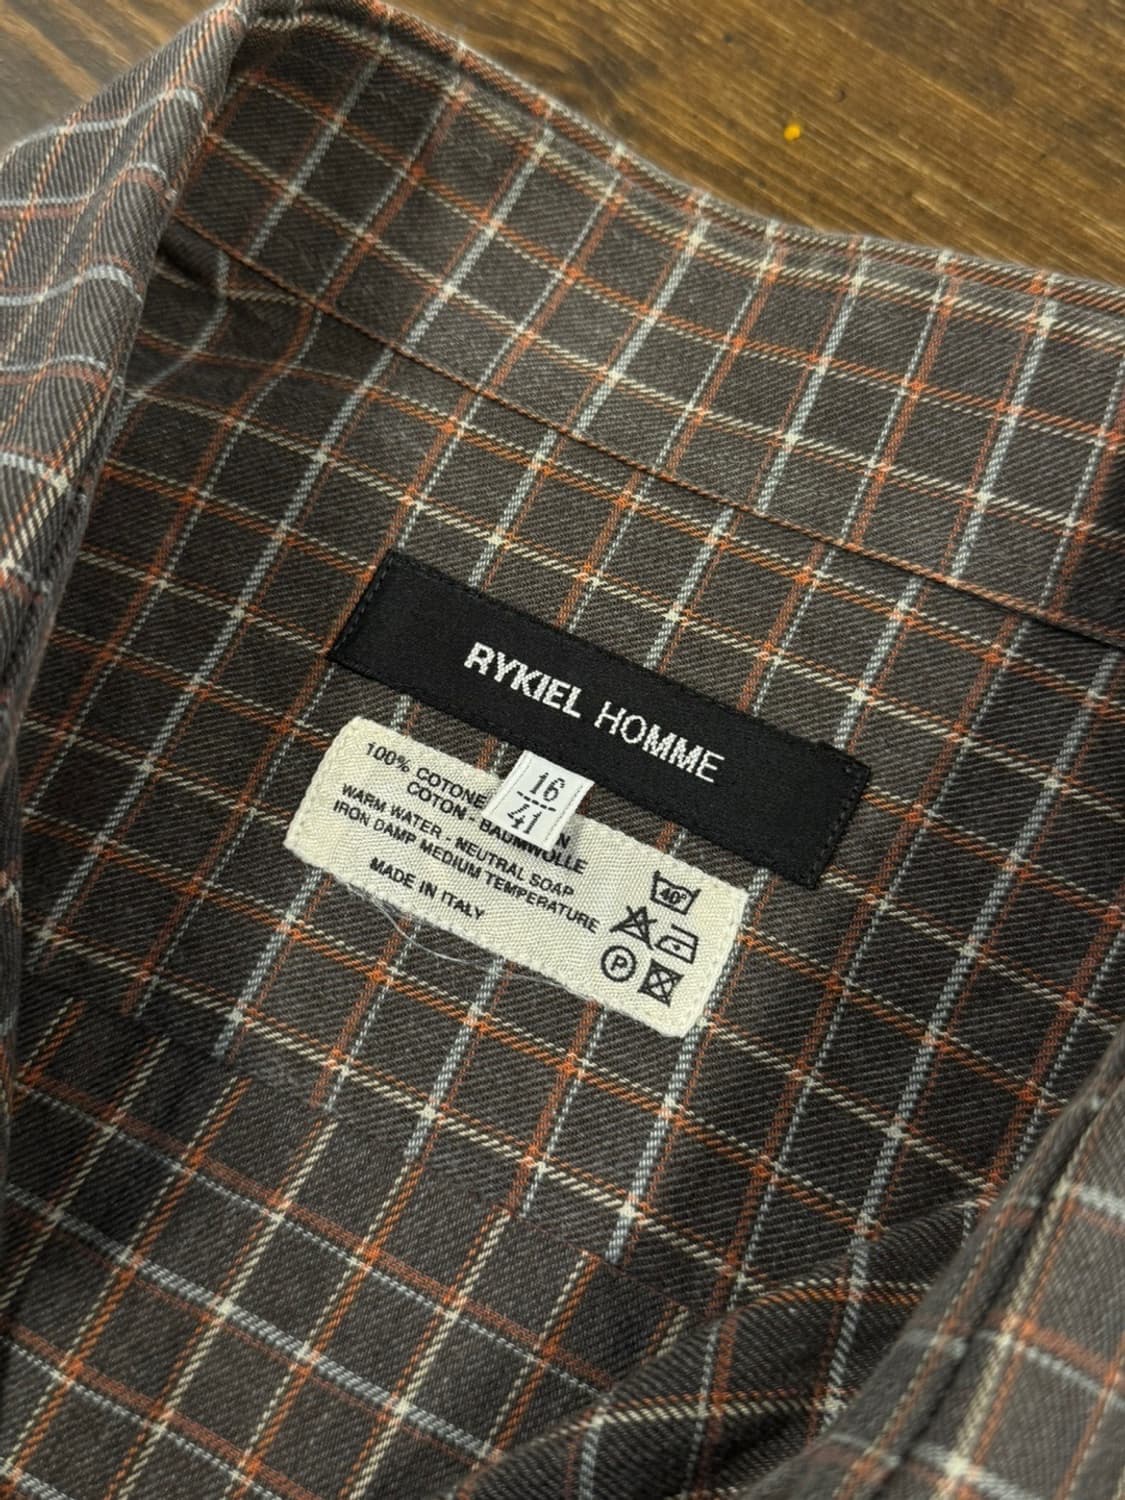 RYKIEL HOMME
16
41
100% COTONE
COTON - BAUMWOLLE
WARM WATER - NEUTRAL SOAP
IRON DAMP MEDIUM TEMPERATURE
MADE IN ITALY
40°
P